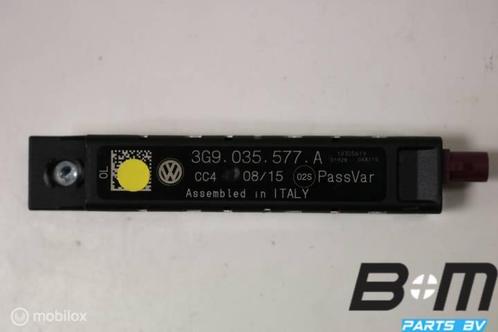 OL
3G9.035.577.A
CC4 08/15 02S PassVar
Assembled in ITALY
B M
PARTS BV
© mobilox